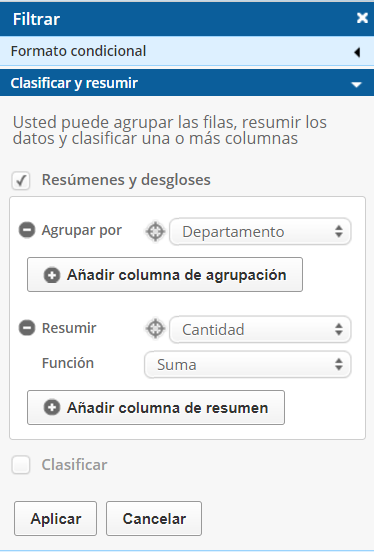 Filtrar
Formato condicional
Clasificar y resumir
Usted puede agrupar las filas, resumir los
datos y clasificar una o más columnas
Resúmenes y desgloses
Agrupar por Departamento
Añadir columna de agrupación
Resumir Cantidad
Función Suma
Añadir columna de resumen
Clasificar
Aplicar Cancelar